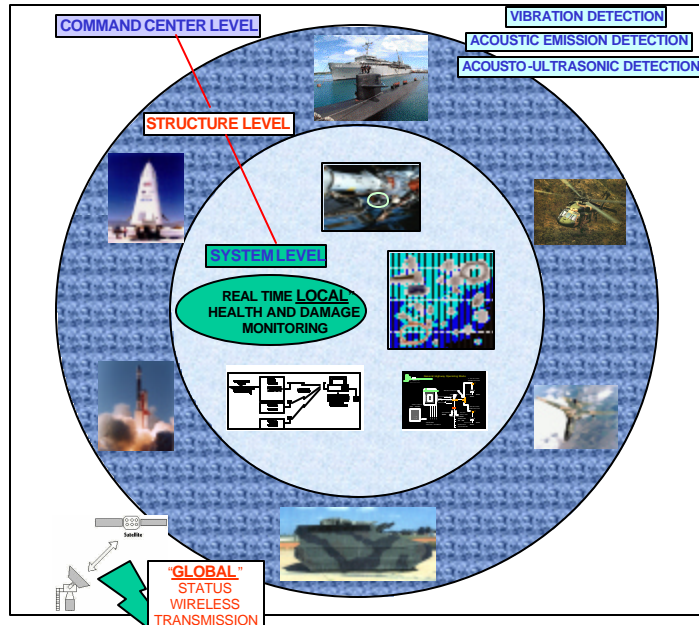 COMMAND CENTER LEVEL
VIBRATION DETECTION
ACOUSTIC EMISSION DETECTION
ACOUSTO-ULTRASONIC DETECTION
STRUCTURE LEVEL
SYSTEM LEVEL
REAL TIME LOCAL"
HEALTH AND DAMAGE
MONITORING
Satellite
"GLOBAL"
STATUS
WIRELESS
TRANSMISSION